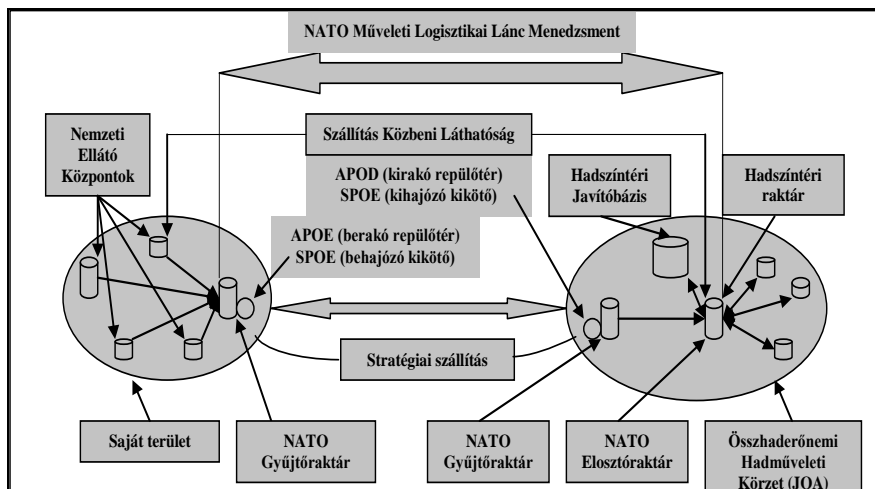 NATO Műveleti Logisztikai Lánc Menedzsment
Nemzeti
Ellátó
Központok
Szállítás Közbeni Láthatóság
APOD (kirakó repülőtér)
SPOE (kihajózó kikötő)
Hadszíntéri
Javítóbázis
Hadszíntéri
raktár
APOE (berakó repülőtér)
SPOE (behajózó kikötő)
Stratégiai szállítás
Saját terület
NATO
Gyűjtőraktár
NATO
Gyűjtőraktár
NATO
Elosztóraktár
Összhaderőnemi
Hadműveleti
Körzet (JOA)